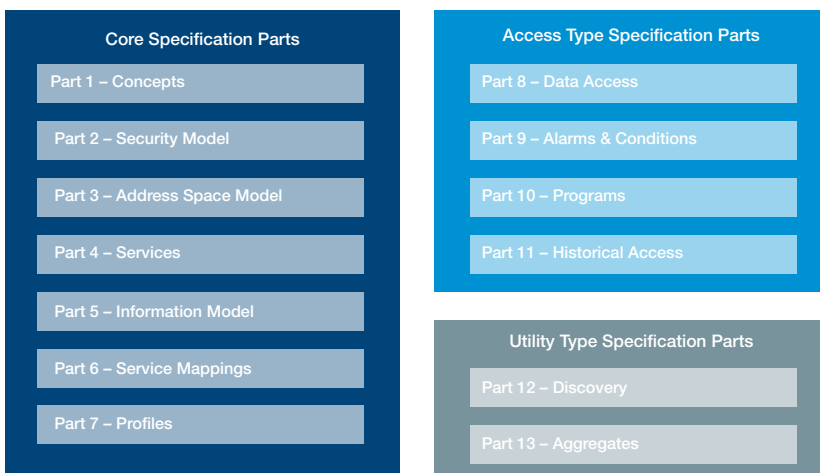 Core Specification Parts
Part 1 – Concepts
Part 2 – Security Model
Part 3 – Address Space Model
Part 4 – Services
Part 5 – Information Model
Part 6 – Service Mappings
Part 7 – Profiles
Access Type Specification Parts
Part 8 – Data Access
Part 9 – Alarms & Conditions
Part 10 – Programs
Part 11 – Historical Access
Utility Type Specification Parts
Part 12 – Discovery
Part 13 – Aggregates